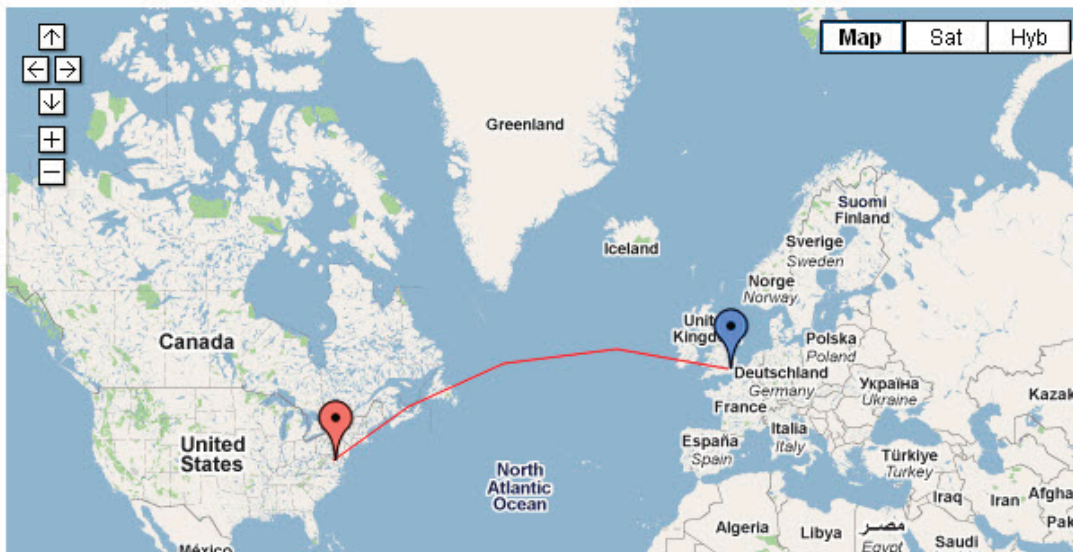 Map Sat Hyb
Greenland
Suomi
Finland
Iceland
Sverige
Sweden
Norge
Norway
Canada
Unit
Kingd
Polska
Poland
Deutschland
Germany
Україна
Ukraine
Kazak
France
United
States
España
Spain
Italia
Italy
Türkiye
Turkey
North
Atlantic
Ocean
Iraq
Iran
Afgha
Algeria
Libya
مصر
Egypt
Saudi
Pak
México